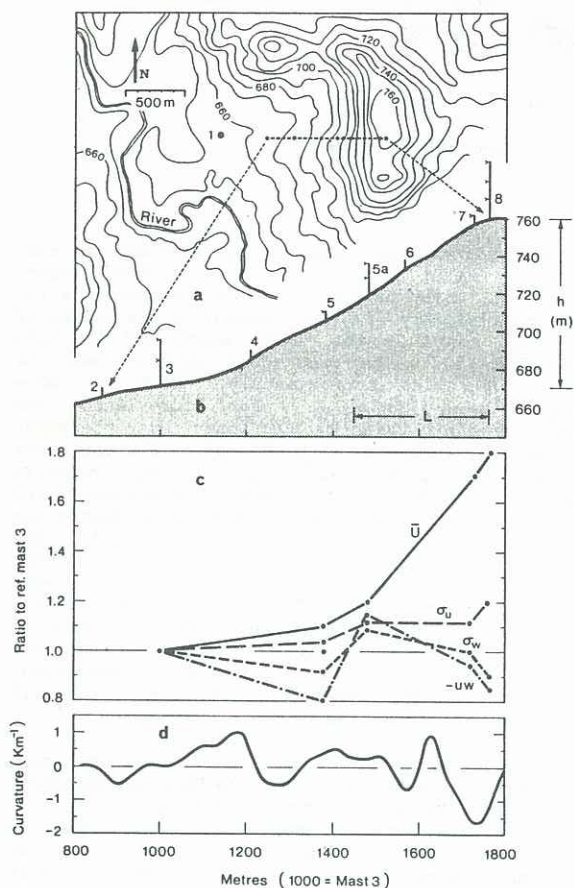 N
500 m
720
700
740
680
760
660
1
660
River
8
7
760
a
6
5a
740
h
(m)
5
720
4
700
3
2
680
b
L
660
1.8
c
1.6
Ū
1.4
Ratio to ref. mast 3
1.2
σu
1.0
σw
0.8
-uw
d
1
0
-1
-2
Curvature (Km⁻¹)
800 1000 1200 1400 1600 1800
Metres (1000 = Mast 3)